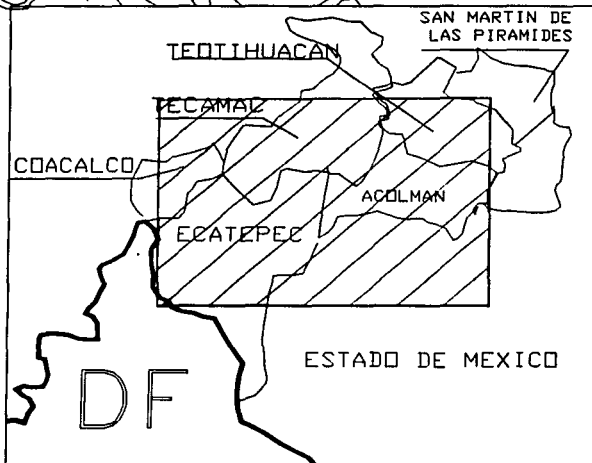 SAN MARTIN DE
LAS PIRAMIDES
TEOTIHUACAN
TECAMAC
COACALCO
ACOLMAN
ECATEPEC
ESTADO DE MEXICO
DF